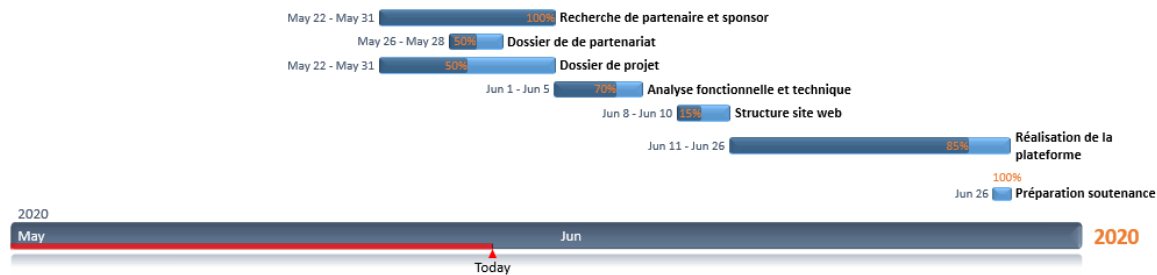 May 22 - May 31 100% Recherche de partenaire et sponsor
May 26 - May 28 50% Dossier de de partenariat
May 22 - May 31 50% Dossier de projet
Jun 1 - Jun 5 70% Analyse fonctionnelle et technique
Jun 8 - Jun 10 15% Structure site web
Jun 11 - Jun 26 85% Réalisation de la
plateforme
100%
Jun 26 Préparation soutenance
2020
May Jun 2020
Today